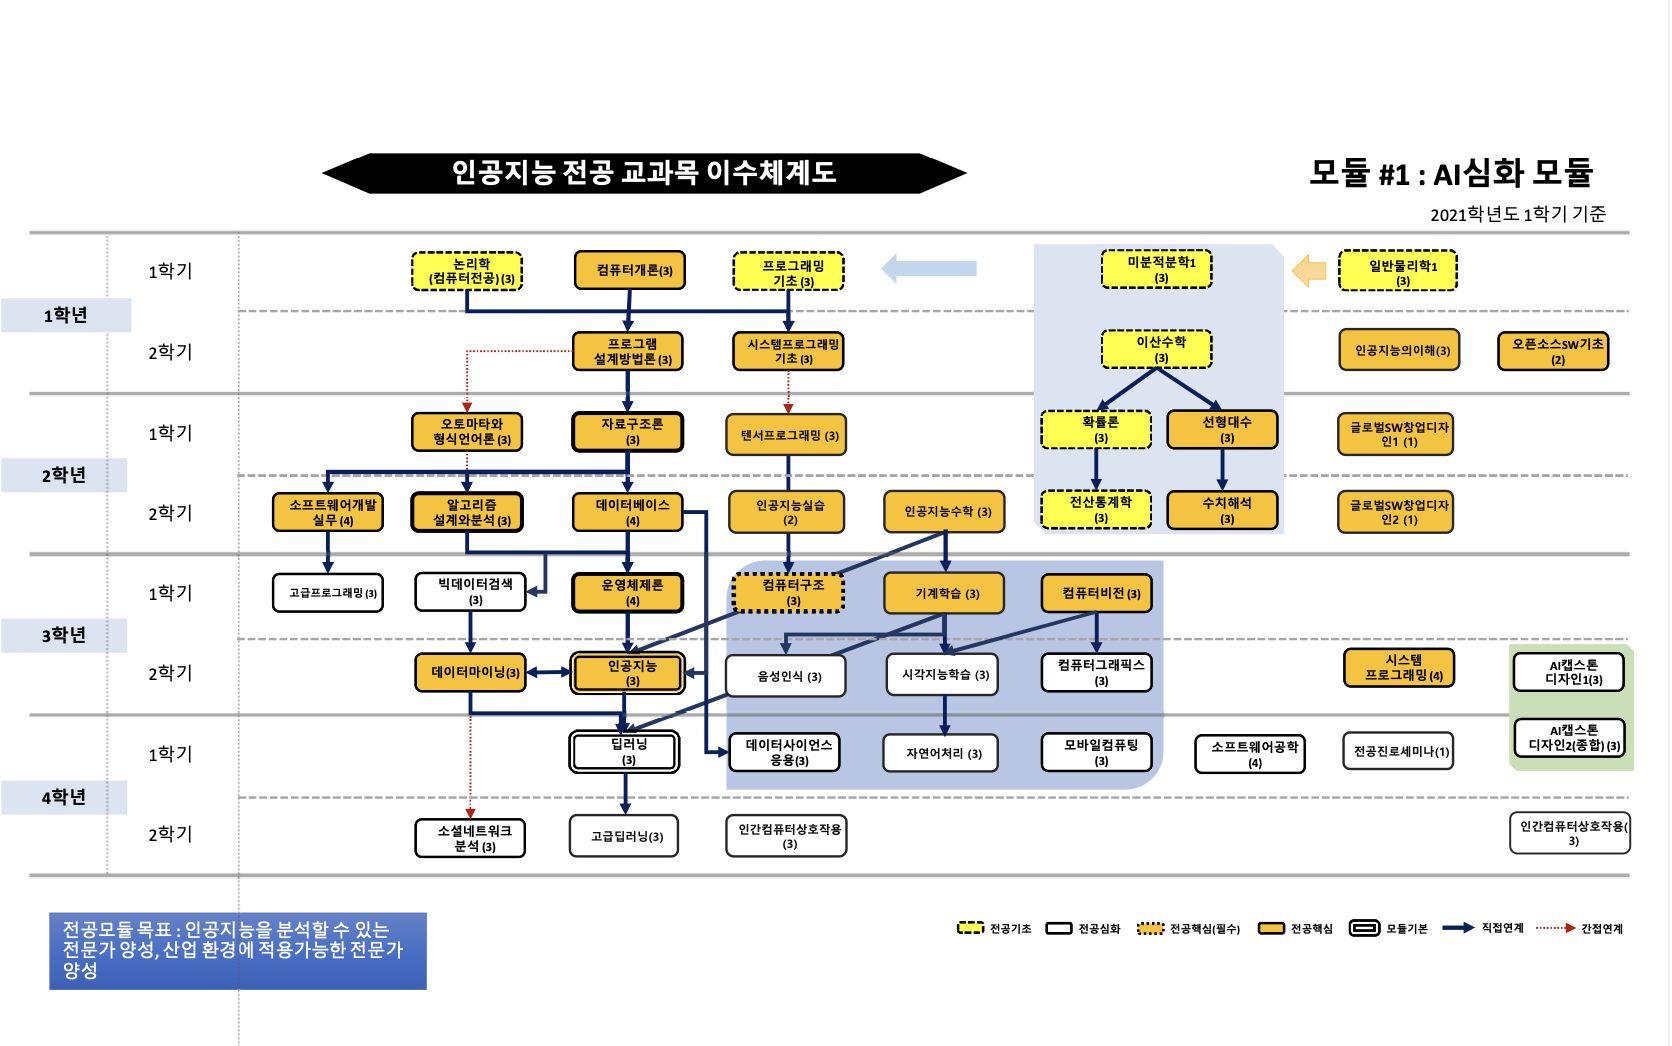 인공지능 전공 교과목 이수체계도
모듈 #1 : AI심화 모듈
2021학년도 1학기 기준
1학년
1학기
논리학
(컴퓨터전공) (3)
컴퓨터개론(3)
프로그래밍
기초 (3)
미분적분학1
(3)
일반물리학1
(3)
2학기
프로그램
설계방법론 (3)
시스템프로그래밍
기초 (3)
이산수학
(3)
인공지능의이해(3)
오픈소스SW기초
(2)
2학년
1학기
오토마타와
형식언어론 (3)
자료구조론
(3)
텐서프로그래밍 (3)
확률론
(3)
선형대수
(3)
글로벌SW창업디자
인1 (1)
2학기
소프트웨어개발
실무 (4)
알고리즘
설계와분석 (3)
데이터베이스
(4)
인공지능실습
(2)
인공지능수학 (3)
전산통계학
(3)
수치해석
(3)
글로벌SW창업디자
인2 (1)
3학년
1학기
고급프로그래밍 (3)
빅데이터검색
(3)
운영체제론
(4)
컴퓨터구조
(3)
기계학습 (3)
컴퓨터비전 (3)
2학기
데이터마이닝(3)
인공지능
(3)
음성인식 (3)
시각지능학습 (3)
컴퓨터그래픽스
(3)
시스템
프로그래밍 (4)
AI캡스톤
디자인1(3)
4학년
1학기
딥러닝
(3)
데이터사이언스
응용(3)
자연어처리 (3)
모바일컴퓨팅
(3)
소프트웨어공학
(4)
전공진로세미나(1)
AI캡스톤
디자인2(종합) (3)
2학기
소셜네트워크
분석 (3)
고급딥러닝(3)
인간컴퓨터상호작용
(3)
인간컴퓨터상호작용(
3)
전공모듈 목표 : 인공지능을 분석할 수 있는
전문가 양성, 산업 환경에 적용가능한 전문가
양성
전공기초
전공심화
전공핵심(필수)
전공핵심
모듈기본
직접연계
간접연계